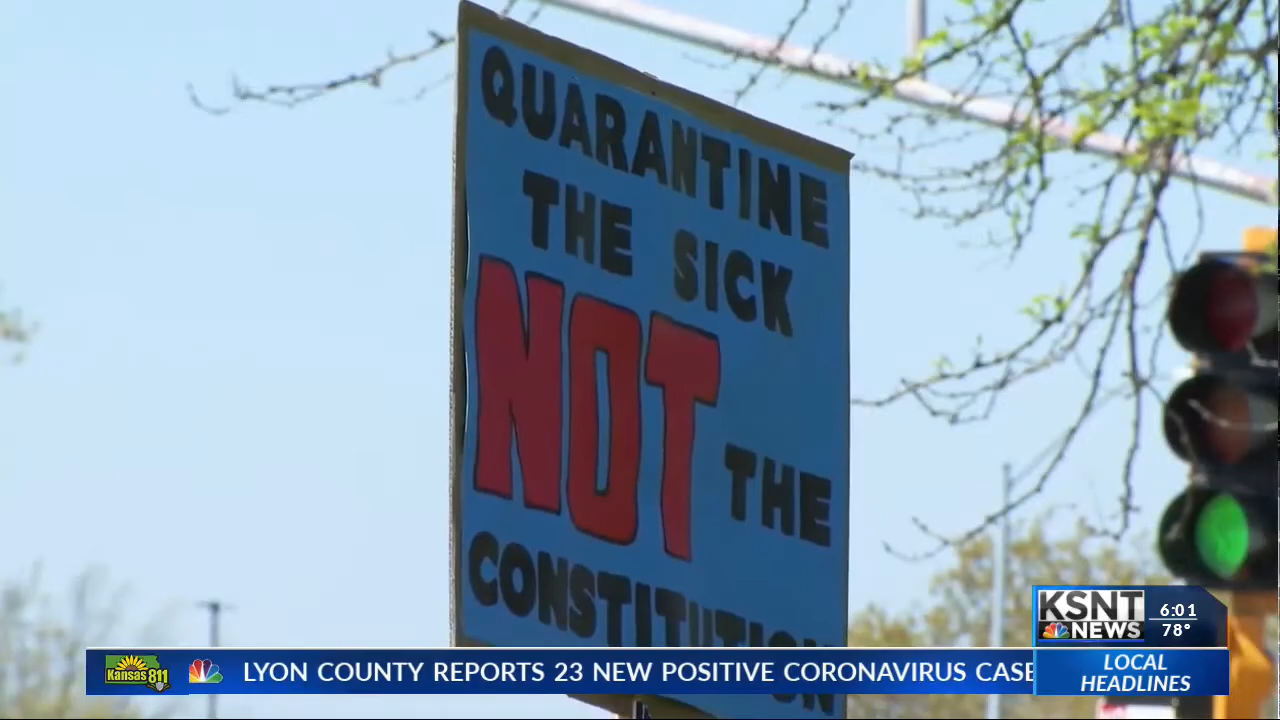 QUARANTINE
THE SICK
NOT THE
CONSTITUTION
KSNT
NEWS
6:01
78°
Kansas 811
LYON COUNTY REPORTS 23 NEW POSITIVE CORONAVIRUS CASE
LOCAL
HEADLINES